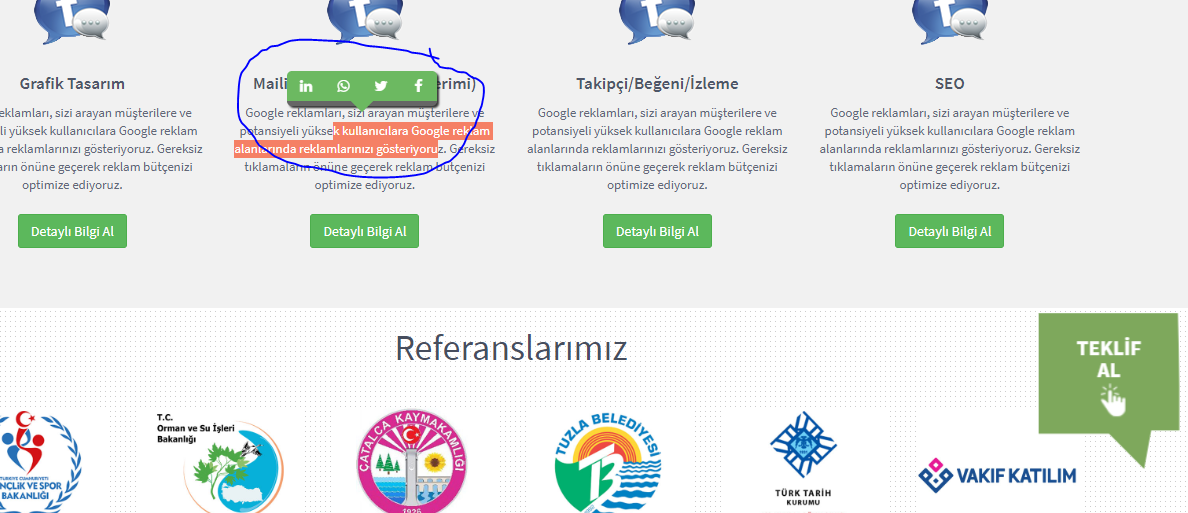 Grafik Tasarım
Maili
erimi)
Takipçi/Beğeni/İzleme
SEO
reklamları, sizi arayan müşterilere ve
yüksek kullanıcılara Google reklam
reklamlarınızı gösteriyoruz. Gereksiz
önüne geçerek reklam bütçenizi
optimize ediyoruz.
Google reklamları, sizi arayan müşterilere ve
potansiyeli yüksek kullanıcılara Google reklam
alanlarında reklamlarınızı gösteriyoruz. Gereksiz
tıklamaların önüne geçerek reklam bütçenizi
optimize ediyoruz.
Google reklamları, sizi arayan müşterilere ve
potansiyeli yüksek kullanıcılara Google reklam
alanlarında reklamlarınızı gösteriyoruz. Gereksiz
tıklamaların önüne geçerek reklam bütçenizi
optimize ediyoruz.
Google reklamları, sizi arayan müşterilere ve
potansiyeli yüksek kullanıcılara Google reklam
alanlarında reklamlarınızı gösteriyoruz. Gereksiz
tıklamaların önüne geçerek reklam bütçenizi
optimize ediyoruz.
Detaylı Bilgi Al
Detaylı Bilgi Al
Detaylı Bilgi Al
Detaylı Bilgi Al
Referanslarımız
TEKLİF
AL
TÜRKİYE CUMHURİYETİ
NÇLİK VE SPOR
BAKANLIĞI
T.C.
Orman ve Su İşleri
Bakanlığı
ÇATALCA KAYMAKAMLIĞI
1926
TUZLA BELEDİYESİ
TÜRK TARİH
KURUMU
VAKIF KATILIM